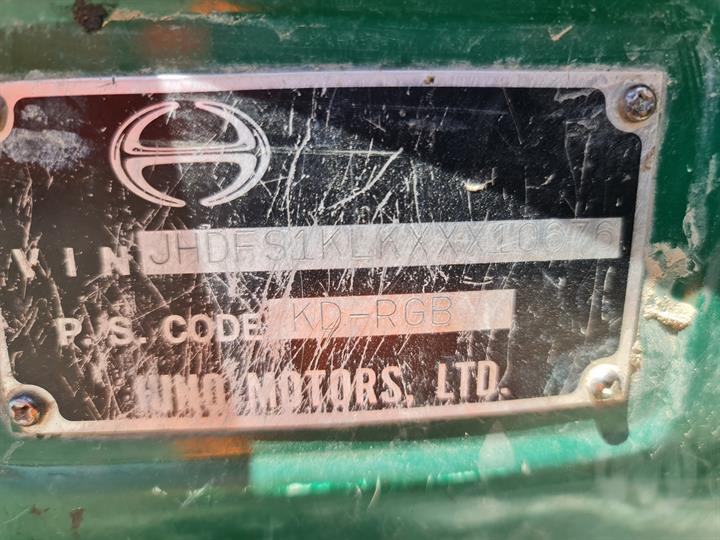 VIN JHDFS1KLKXXX10676
P.S. CODE KD-RGB
HINO MOTORS, LTD.